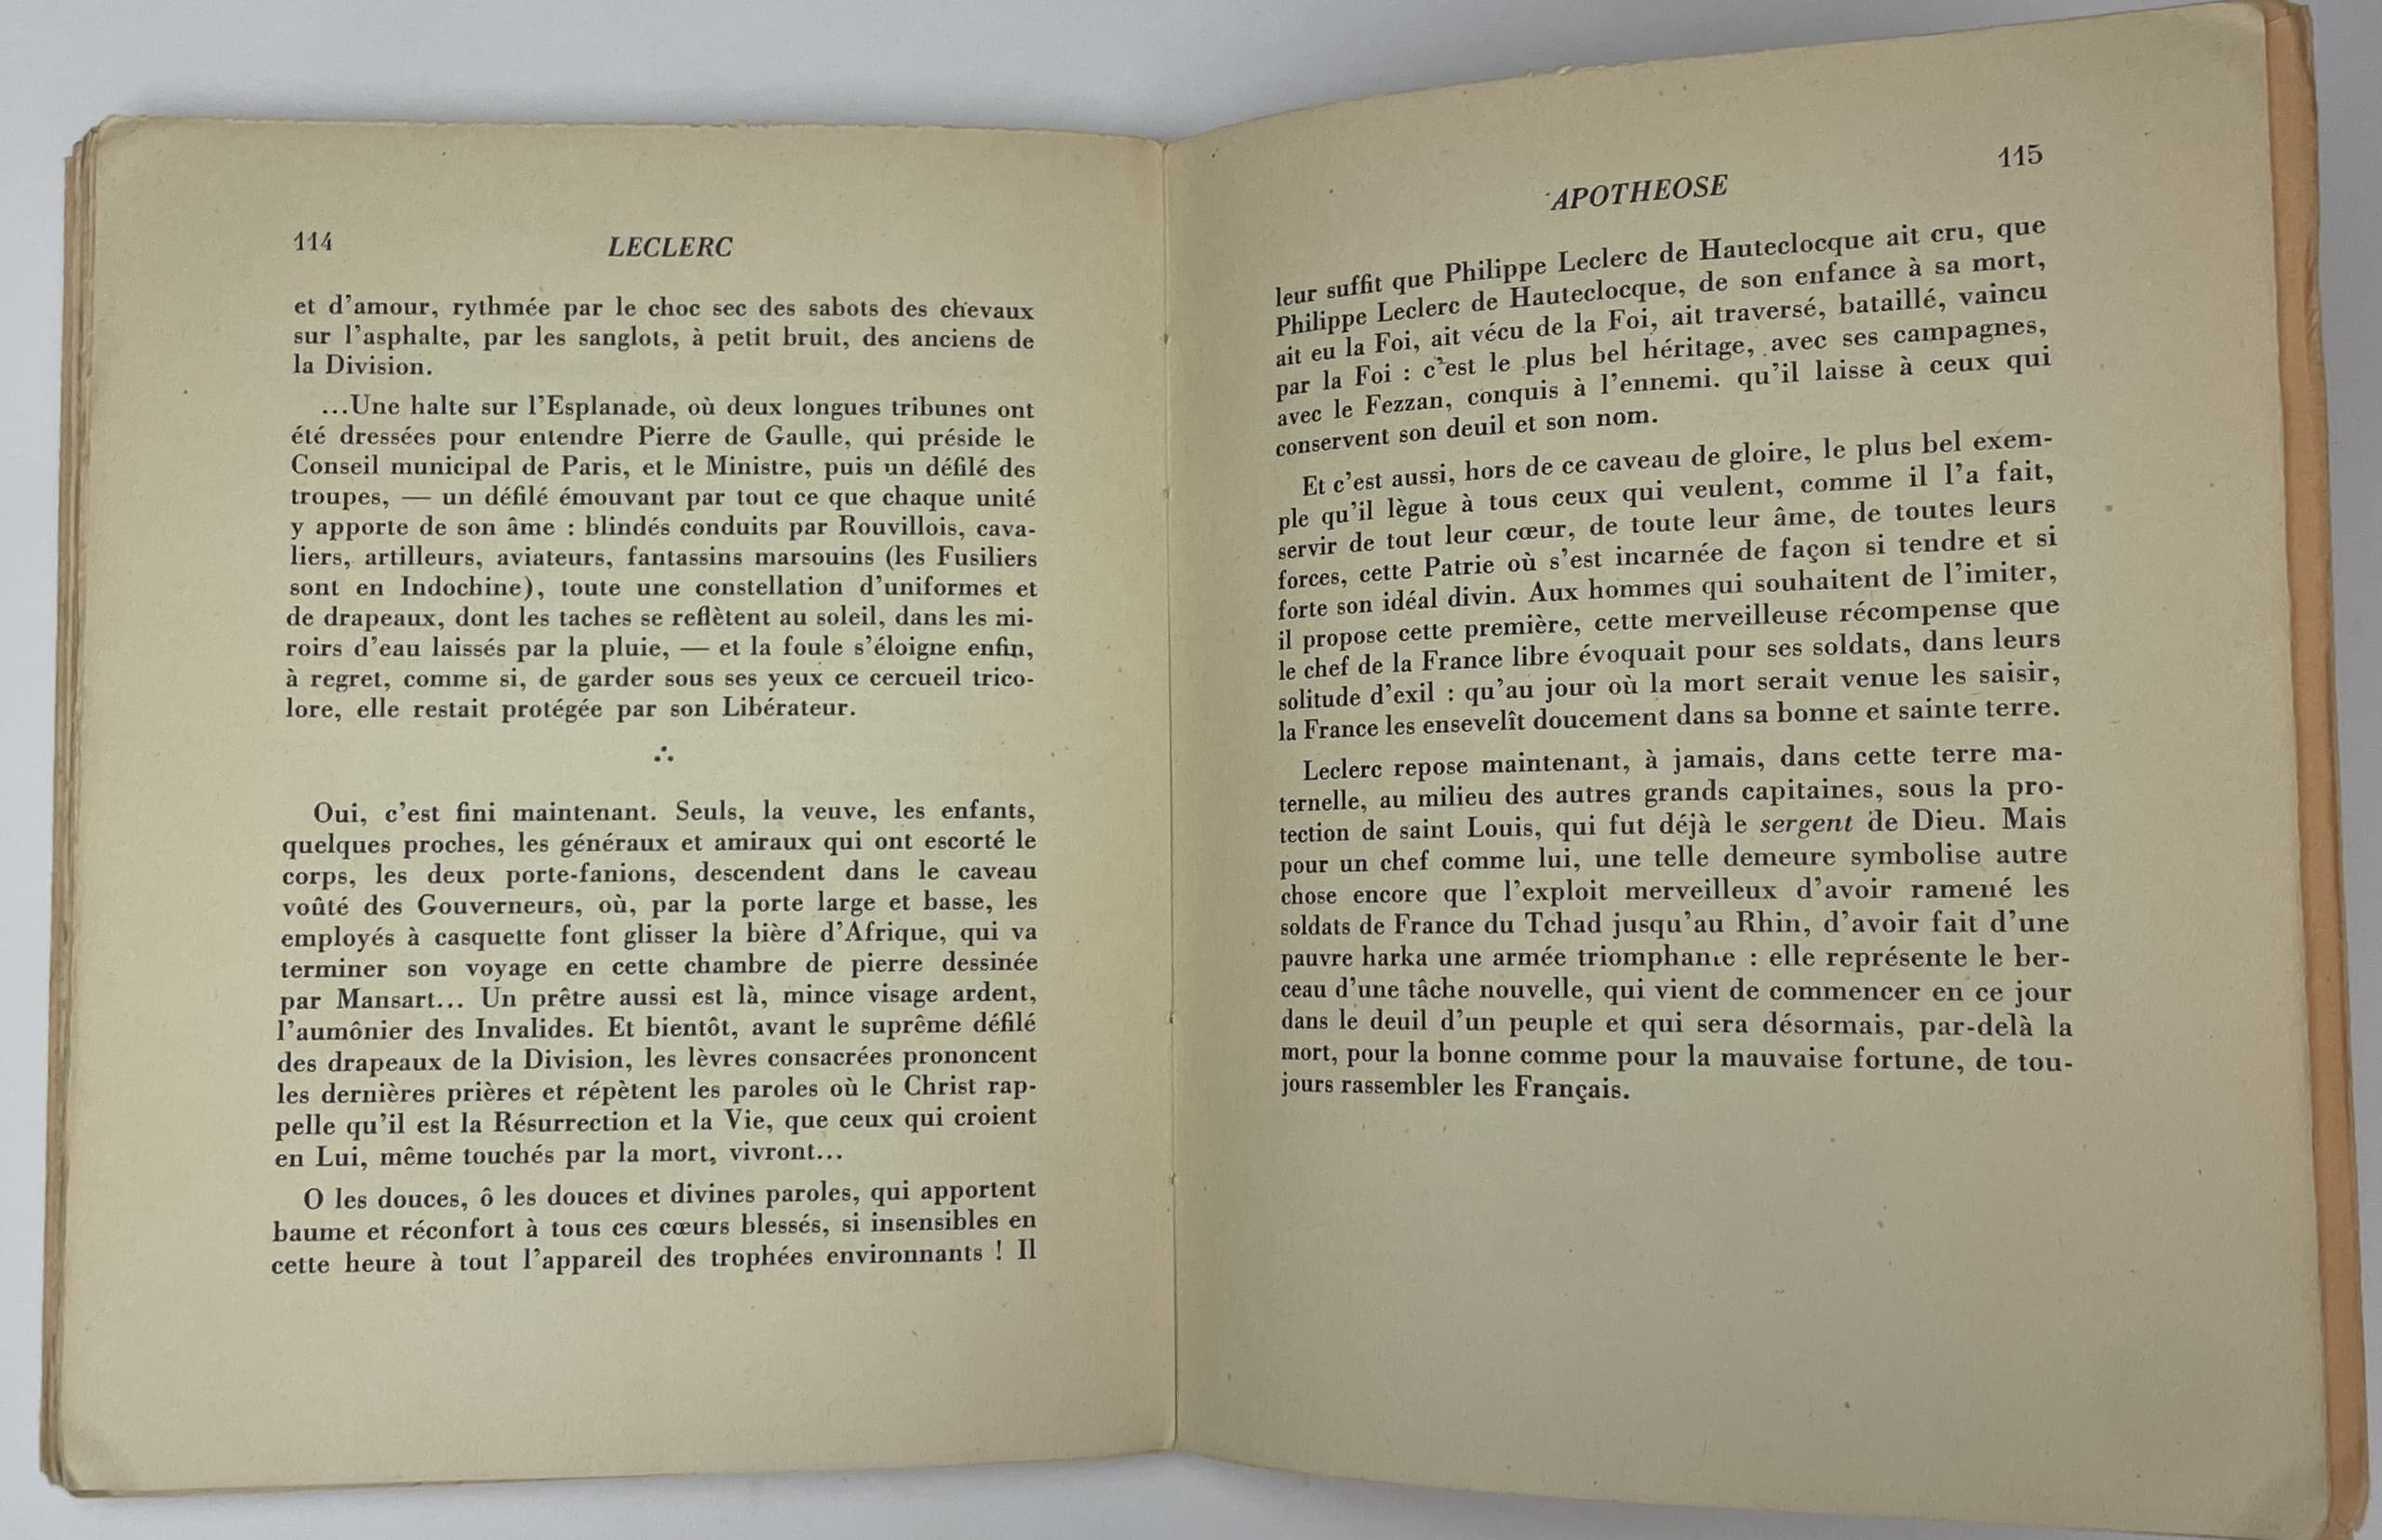 114
LECLERC
et d'amour, rythmée par le choc sec des sabots des chevaux
sur l'asphalte, par les sanglots, à petit bruit, des anciens de
la Division.
...Une halte sur l'Esplanade, où deux longues tribunes ont
été dressées pour entendre Pierre de Gaulle, qui préside le
Conseil municipal de Paris, et le Ministre, puis un défilé des
troupes, — un défilé émouvant par tout ce que chaque unité
y apporte de son âme : blindés conduits par Rouvillois, cava-
liers, artilleurs, aviateurs, fantassins marsouins (les Fusiliers
sont en Indochine), toute une constellation d'uniformes et
de drapeaux, dont les taches se reflètent au soleil, dans les mi-
roirs d'eau laissés par la pluie, — et la foule s'éloigne enfin,
à regret, comme si, de garder sous ses yeux ce cercueil trico-
lore, elle restait protégée par son Libérateur.
∴
Oui, c'est fini maintenant. Seuls, la veuve, les enfants,
quelques proches, les généraux et amiraux qui ont escorté le
corps, les deux porte-fanions, descendent dans le caveau
voûté des Gouverneurs, où, par la porte large et basse, les
employés à casquette font glisser la bière d'Afrique, qui va
terminer son voyage en cette chambre de pierre dessinée
par Mansart... Un prêtre aussi est là, mince visage ardent,
l'aumônier des Invalides. Et bientôt, avant le suprême défilé
des drapeaux de la Division, les lèvres consacrées prononcent
les dernières prières et répètent les paroles où le Christ rap-
pelle qu'il est la Résurrection et la Vie, que ceux qui croient
en Lui, même touchés par la mort, vivront...
O les douces, ô les douces et divines paroles, qui apportent
baume et réconfort à tous ces cœurs blessés, si insensibles en
cette heure à tout l'appareil des trophées environnants ! Il
115
APOTHEOSE
leur suffit que Philippe Leclerc de Hauteclocque ait cru, que
Philippe Leclerc de Hauteclocque, de son enfance à sa mort,
ait eu la Foi, ait vécu de la Foi, ait traversé, bataillé, vaincu
par la Foi : c'est le plus bel héritage, avec ses campagnes,
avec le Fezzan, conquis à l'ennemi. qu'il laisse à ceux qui
conservent son deuil et son nom.
Et c'est aussi, hors de ce caveau de gloire, le plus bel exem-
ple qu'il lègue à tous ceux qui veulent, comme il l'a fait,
servir de tout leur cœur, de toute leur âme, de toutes leurs
forces, cette Patrie où s'est incarnée de façon si tendre et si
forte son idéal divin. Aux hommes qui souhaitent de l'imiter,
il propose cette première, cette merveilleuse récompense que
le chef de la France libre évoquait pour ses soldats, dans leurs
solitude d'exil : qu'au jour où la mort serait venue les saisir,
la France les ensevelît doucement dans sa bonne et sainte terre.
Leclerc repose maintenant, à jamais, dans cette terre ma-
ternelle, au milieu des autres grands capitaines, sous la pro-
tection de saint Louis, qui fut déjà le sergent de Dieu. Mais
pour un chef comme lui, une telle demeure symbolise autre
chose encore que l'exploit merveilleux d'avoir ramené les
soldats de France du Tchad jusqu'au Rhin, d'avoir fait d'une
pauvre harka une armée triomphante : elle représente le ber-
ceau d'une tâche nouvelle, qui vient de commencer en ce jour
dans le deuil d'un peuple et qui sera désormais, par-delà la
mort, pour la bonne comme pour la mauvaise fortune, de tou-
jours rassembler les Français.